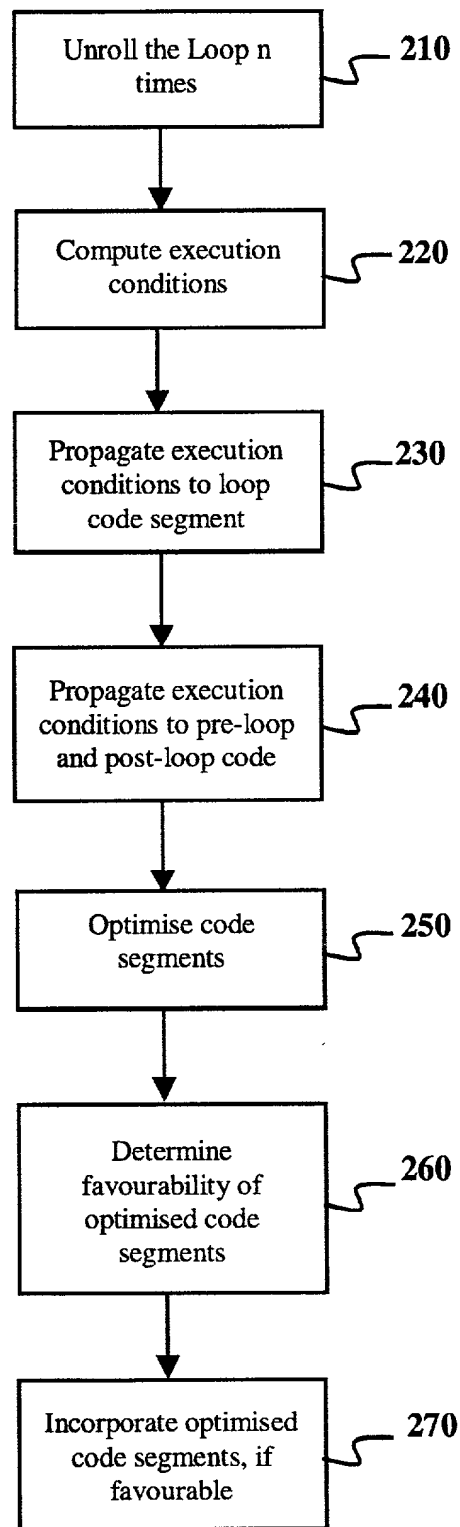 Unroll the Loop n
times
210
Compute execution
conditions
220
Propagate execution
conditions to loop
code segment
230
Propagate execution
conditions to pre-loop
and post-loop code
240
Optimise code
segments
250
Determine
favourability of
optimised code
segments
260
Incorporate optimised
code segments, if
favourable
270